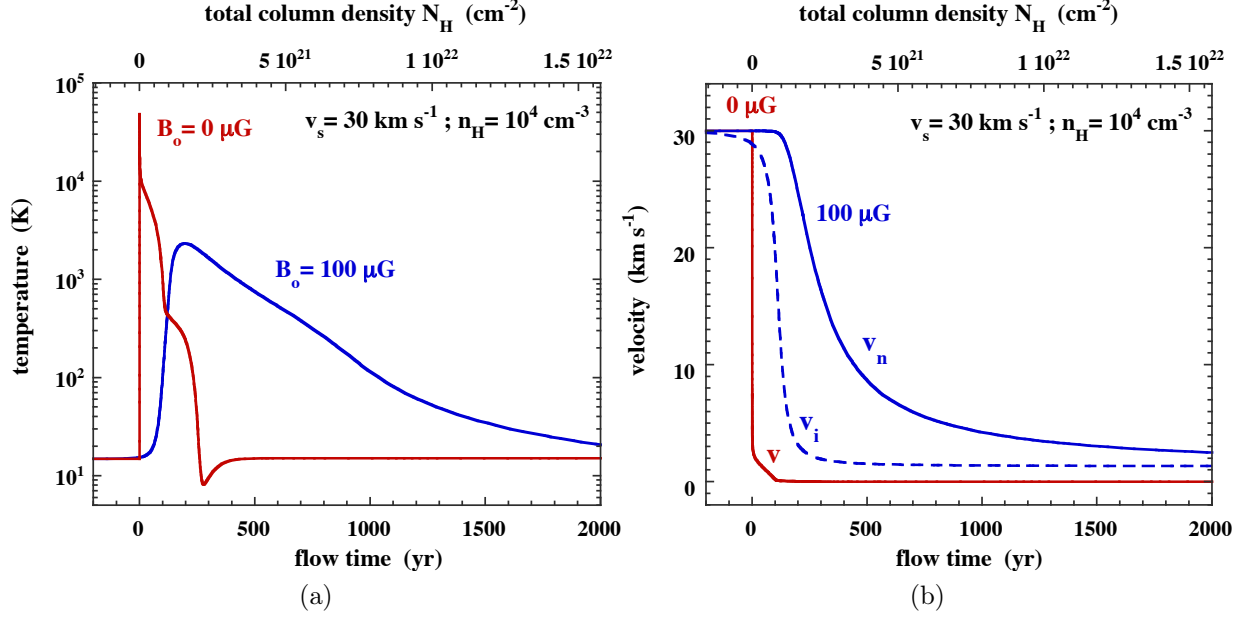 total column density N_H (cm^-2)
0 5 10^21 1 10^22 1.5 10^22
10^5
10^4
10^3
10^2
10^1
temperature (K)
v_s = 30 km s^-1 ; n_H = 10^4 cm^-3
B_o = 0 μG
B_o = 100 μG
0 500 1000 1500 2000
flow time (yr)
(a)
total column density N_H (cm^-2)
0 5 10^21 1 10^22 1.5 10^22
30
20
10
0
velocity (km s^-1)
0 μG
v_s = 30 km s^-1 ; n_H = 10^4 cm^-3
100 μG
v_n
v_i
v
0 500 1000 1500 2000
flow time (yr)
(b)